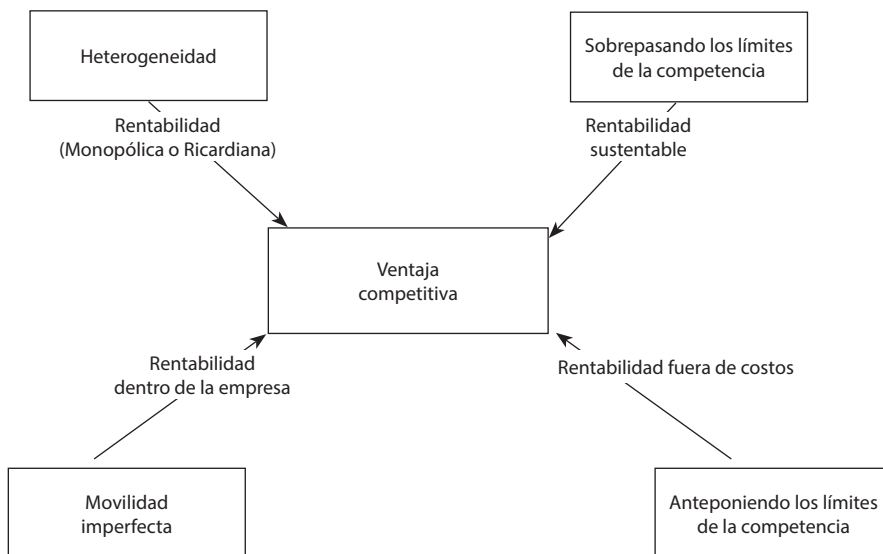 Heterogeneidad
Sobrepasando los límites
de la competencia
Rentabilidad
(Monopólica o Ricardiana)
Rentabilidad
sustentable
Ventaja
competitiva
Rentabilidad
dentro de la empresa
Rentabilidad fuera de costos
Movilidad
imperfecta
Anteponiendo los límites
de la competencia